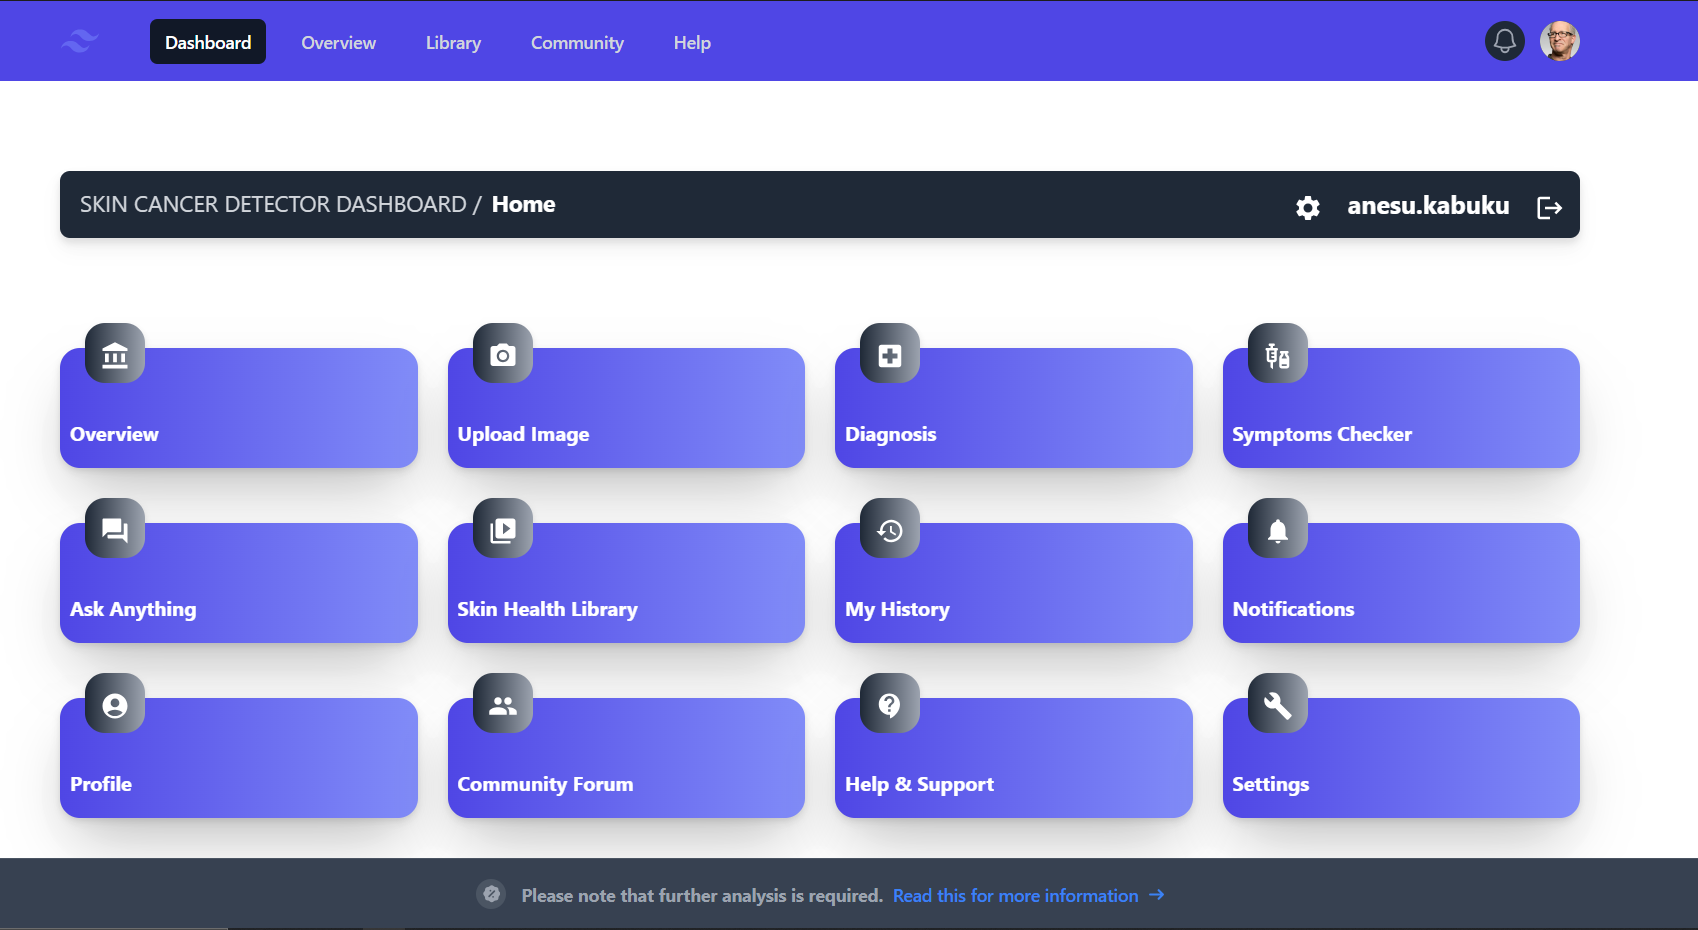 Dashboard Overview Library Community Help
SKIN CANCER DETECTOR DASHBOARD / Home anesu.kabuku
Overview Upload Image Diagnosis Symptoms Checker
Ask Anything Skin Health Library My History Notifications
Profile Community Forum Help & Support Settings
Please note that further analysis is required. Read this for more information →